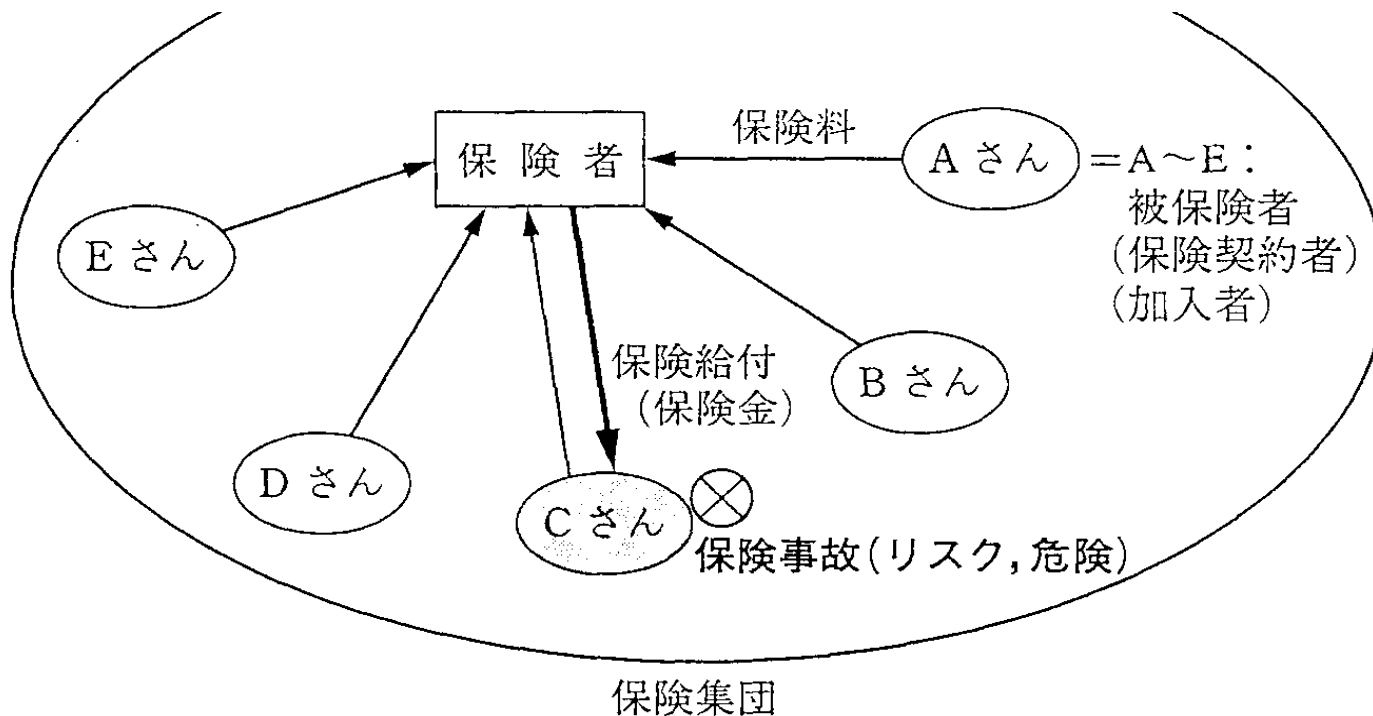 保険料
保険者
Aさん
=A~E:
被保険者
(保険契約者)
(加入者)
Eさん
保険給付
(保険金)
Bさん
Dさん
Cさん
保険事故(リスク,危険)
保険集団